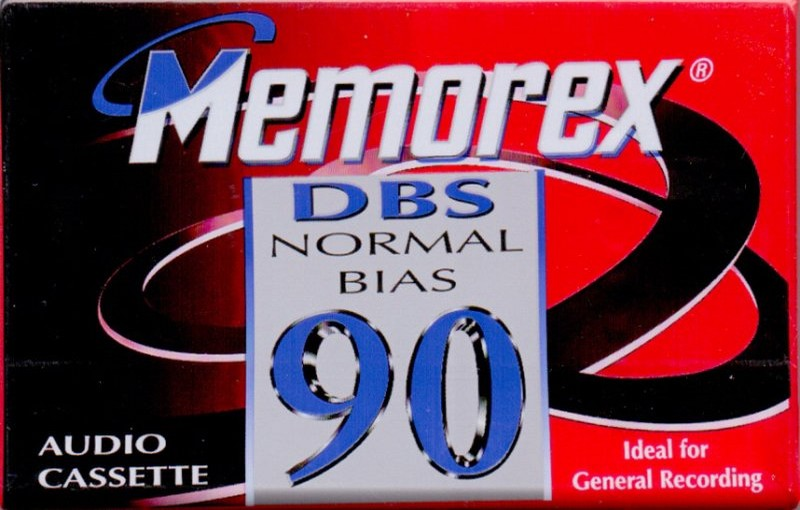 Memorex®
DBS
NORMAL
BIAS
90
AUDIO
CASSETTE
Ideal for
General Recording